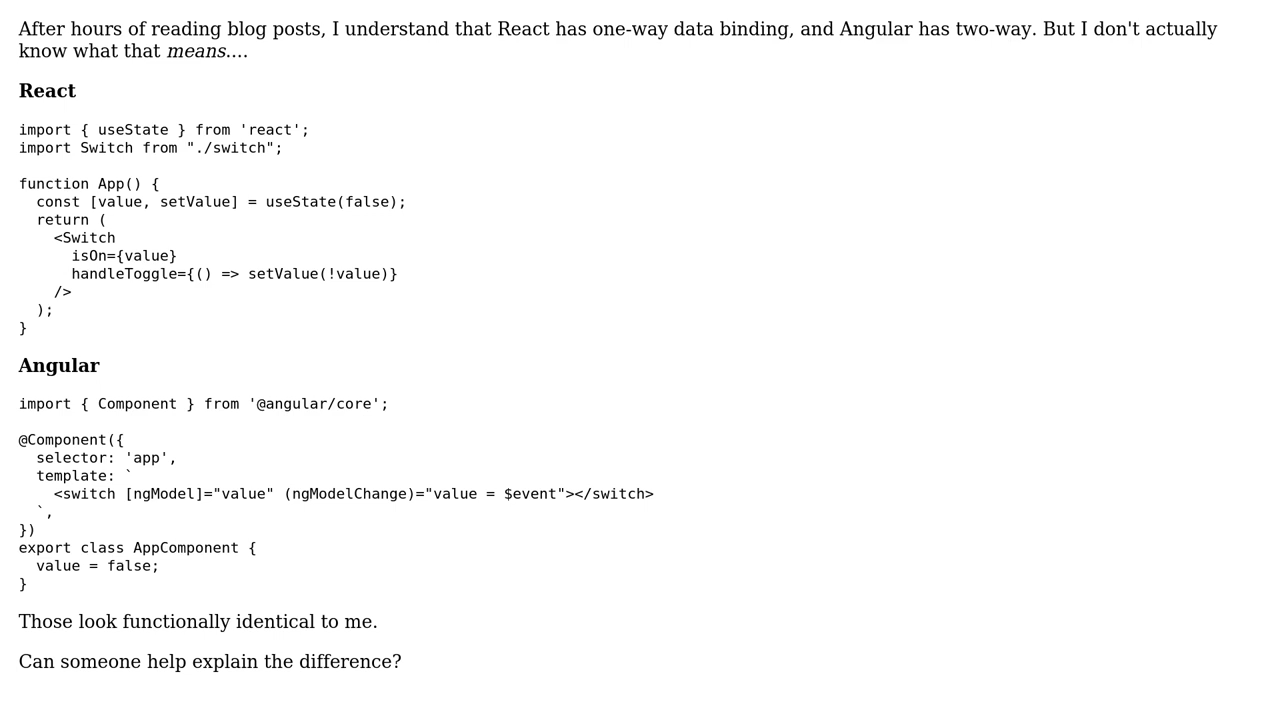 After hours of reading blog posts, I understand that React has one-way data binding, and Angular has two-way. But I don't actually
know what that means....
React
import { useState } from 'react';
import Switch from "./switch";
function App() {
  const [value, setValue] = useState(false);
  return (
    <Switch
      isOn={value}
      handleToggle={() => setValue(!value)}
    />
  );
}
Angular
import { Component } from '@angular/core';
@Component({
  selector: 'app',
  template: `
    <switch [ngModel]="value" (ngModelChange)="value = $event"></switch>
  `,
})
export class AppComponent {
  value = false;
}
Those look functionally identical to me.
Can someone help explain the difference?